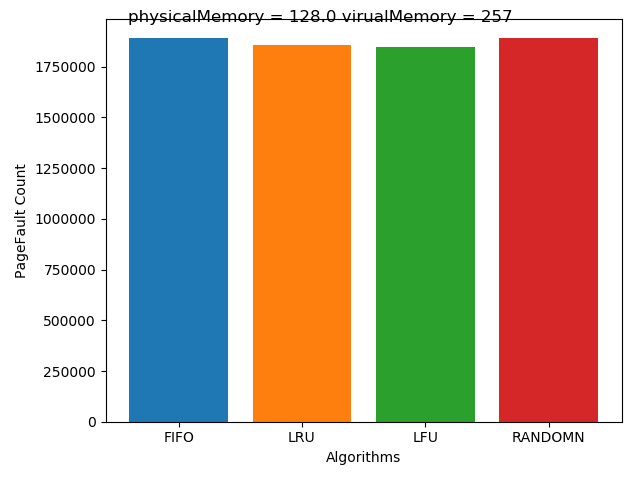 physicalMemory = 128.0 virualMemory = 257
1750000
1500000
1250000
1000000
750000
500000
250000
0
PageFault Count
FIFO LRU LFU RANDOMN
Algorithms